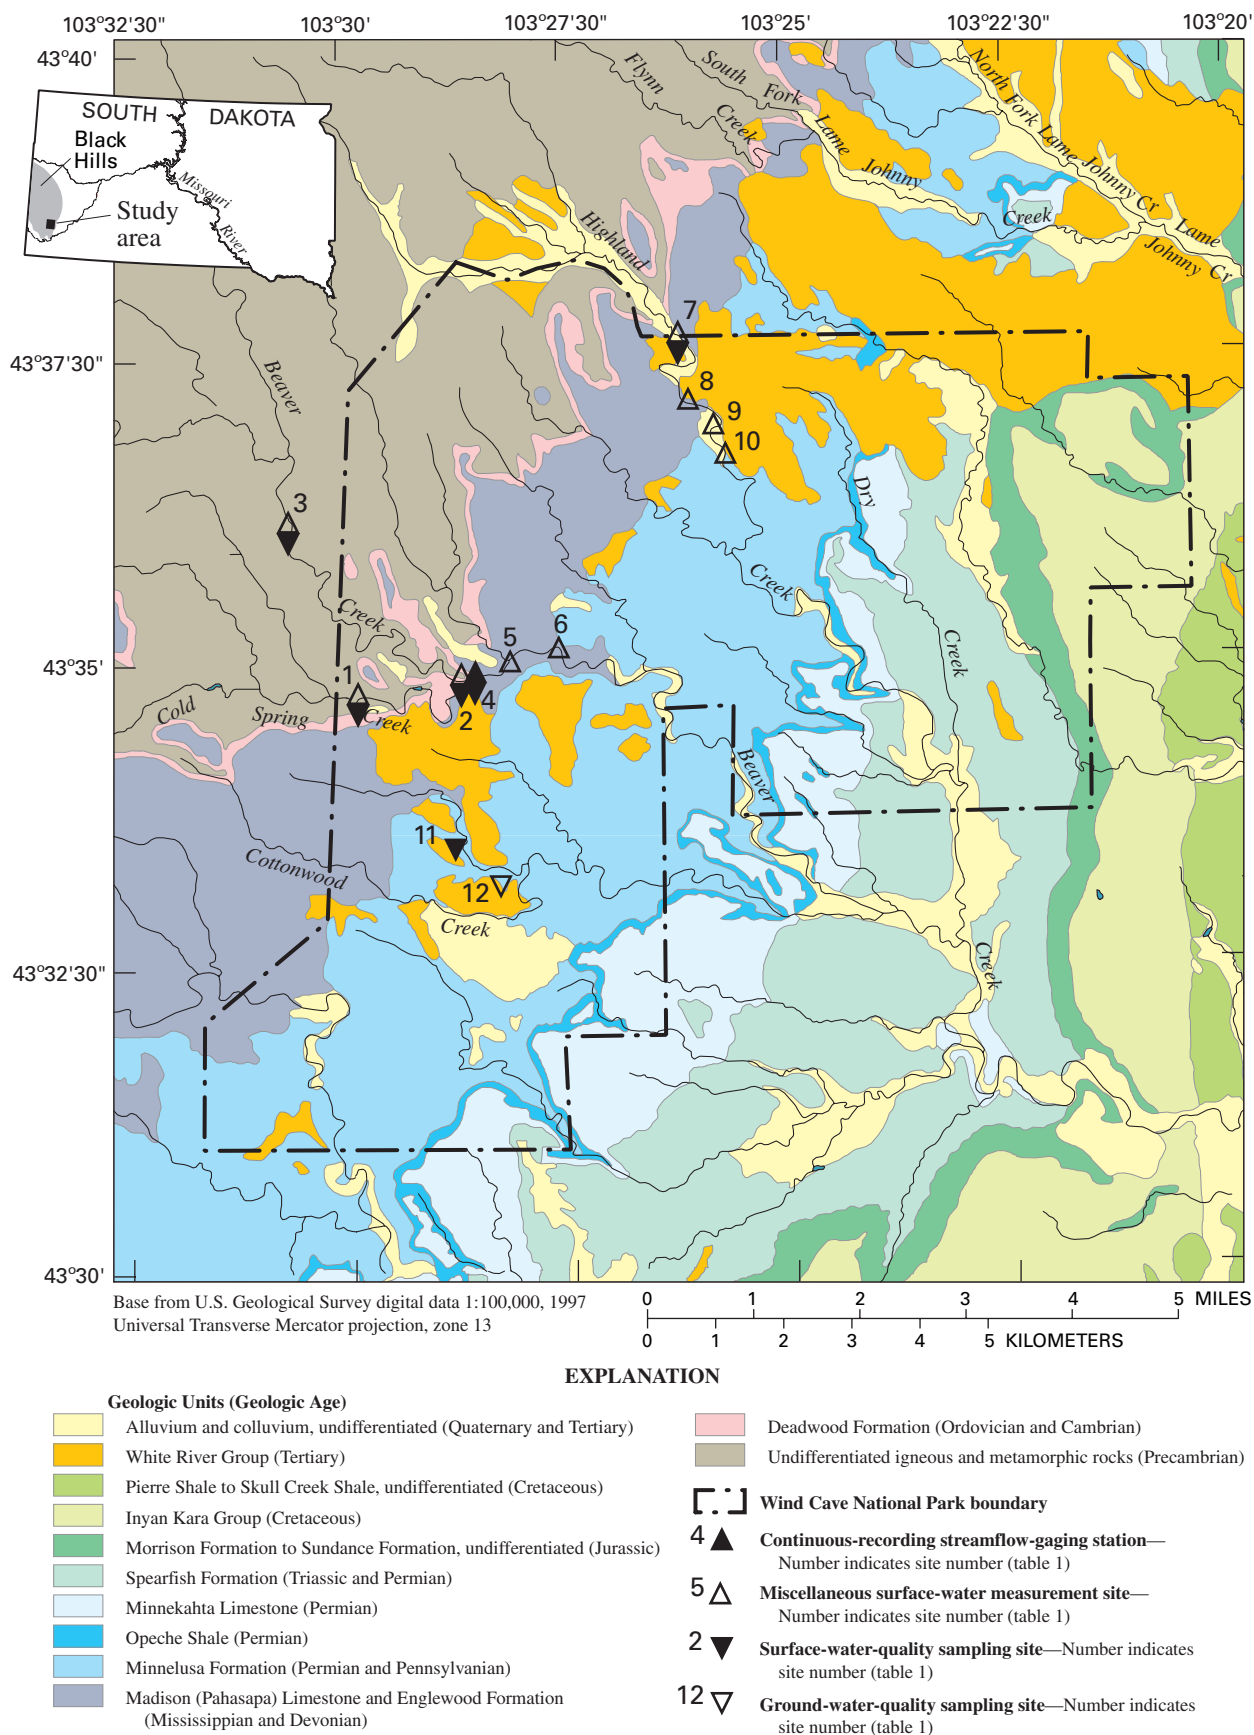 103°32'30" 103°30' 103°27'30" 103°25' 103°22'30" 103°20'
43°40'
43°37'30"
43°35'
43°32'30"
43°30'
SOUTH DAKOTA
Black
Hills
Missouri
River
Study
area
Flynn
Creek
South Fork Lame Johnny Creek
North Fork Lame Johnny Cr
Lame
Johnny Cr
Highland
Creek
Beaver
Creek
Dry
Creek
Cold Spring Creek
Beaver
Creek
Cottonwood
Creek
7
8
9
10
3
6
5
1
4
2
11
12
Base from U.S. Geological Survey digital data 1:100,000, 1997
Universal Transverse Mercator projection, zone 13
0 1 2 3 4 5 MILES
0 1 2 3 4 5 KILOMETERS
EXPLANATION
Geologic Units (Geologic Age)
Alluvium and colluvium, undifferentiated (Quaternary and Tertiary)
White River Group (Tertiary)
Pierre Shale to Skull Creek Shale, undifferentiated (Cretaceous)
Inyan Kara Group (Cretaceous)
Morrison Formation to Sundance Formation, undifferentiated (Jurassic)
Spearfish Formation (Triassic and Permian)
Minnekahta Limestone (Permian)
Opeche Shale (Permian)
Minnelusa Formation (Permian and Pennsylvanian)
Madison (Pahasapa) Limestone and Englewood Formation
(Mississippian and Devonian)
Deadwood Formation (Ordovician and Cambrian)
Undifferentiated igneous and metamorphic rocks (Precambrian)
Wind Cave National Park boundary
4 Continuous-recording streamflow-gaging station—
Number indicates site number (table 1)
5 Miscellaneous surface-water measurement site—
Number indicates site number (table 1)
2 Surface-water-quality sampling site—Number indicates
site number (table 1)
12 Ground-water-quality sampling site—Number indicates
site number (table 1)